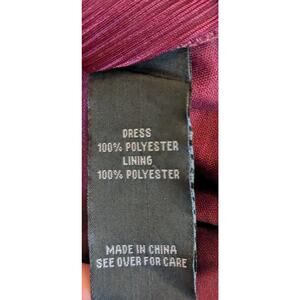 DRESS
100% POLYESTER
LINING
100% POLYESTER
MADE IN CHINA
SEE OVER FOR CARE